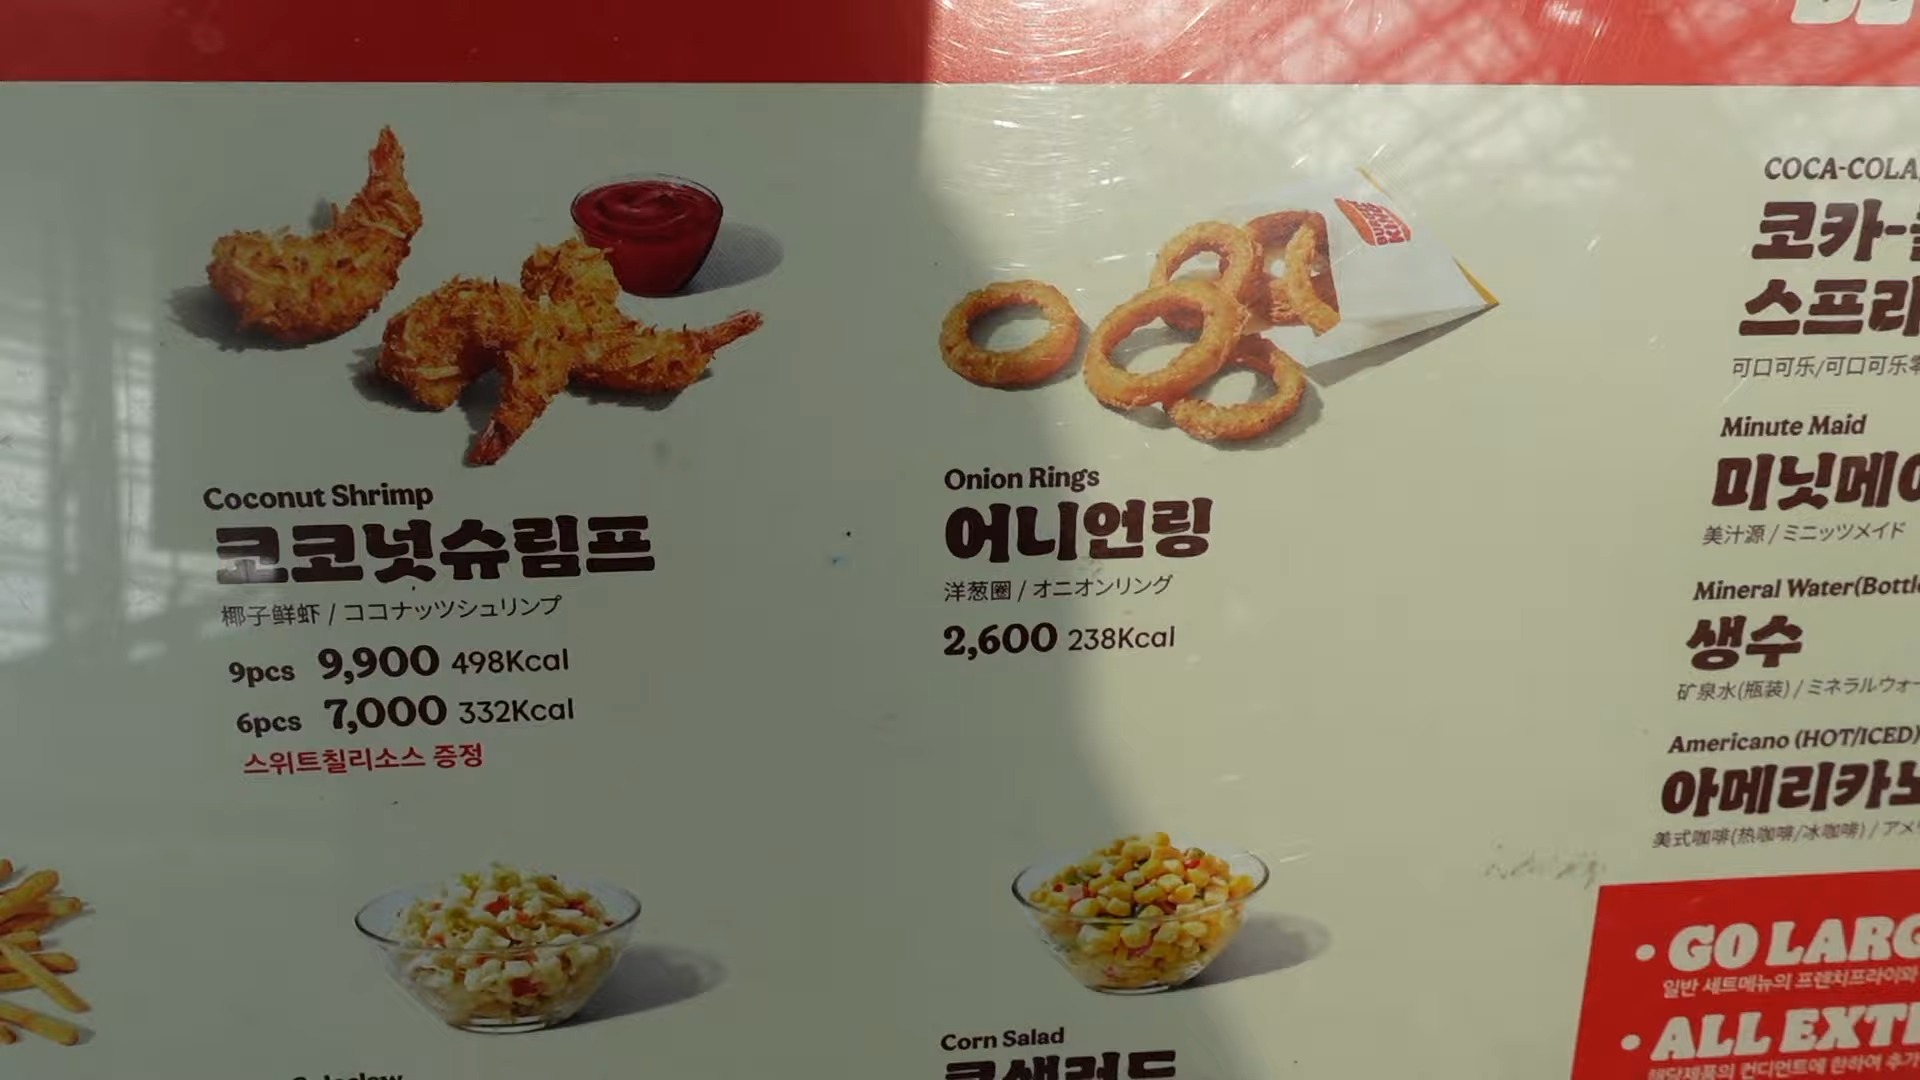 BURGER
KING
Coconut Shrimp
코코넛슈림프
椰子鲜虾 / ココナッツシュリンプ
9pcs 9,900 498Kcal
6pcs 7,000 332Kcal
스위트칠리소스 증정
Onion Rings
어니언링
洋葱圈 / オニオンリング
2,600 238Kcal
Corn Salad
COCA-COLA
코카-
스프라
可口可乐/可口可乐零
Minute Maid
미닛메이
美汁源 / ミニッツメイド
Mineral Water(Bottle
생수
矿泉水(瓶装) / ミネラルウォー
Americano (HOT/ICED)
아메리카노
美式咖啡(热咖啡/冰咖啡) / アメ
• GO LARG
일반 세트메뉴의 프렌치프라이와
• ALL EXT
해당제품의 컨디먼트에 한하여 추가